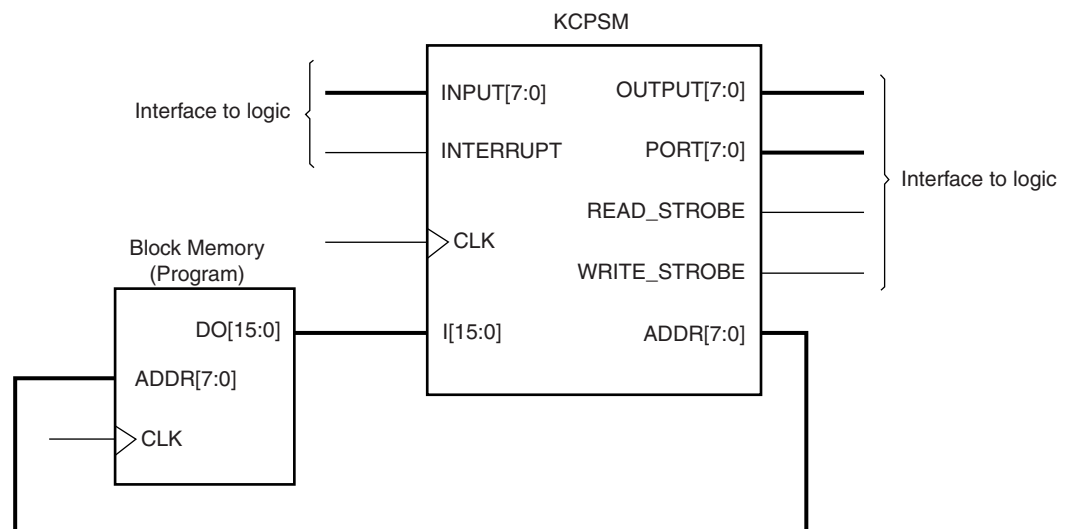 KCPSM
Interface to logic
INPUT[7:0]
INTERRUPT
CLK
I[15:0]
OUTPUT[7:0]
PORT[7:0]
READ_STROBE
WRITE_STROBE
ADDR[7:0]
Interface to logic
Block Memory
(Program)
DO[15:0]
ADDR[7:0]
CLK